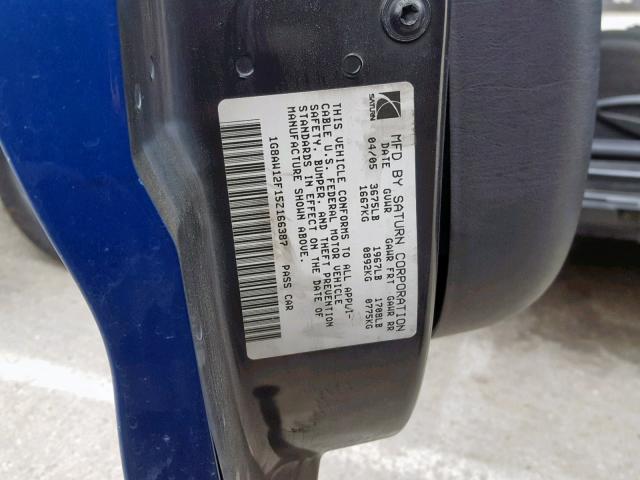 SATURN
MFD BY SATURN CORPORATION
DATE GVWR GAWR FRT GAWR RR
04/05 3675LB 1967LB 1708LB
1667KG 0892KG 0775KG
THIS VEHICLE CONFORMS TO ALL APPLI-
CABLE U.S. FEDERAL MOTOR VEHICLE
SAFETY, BUMPER, AND THEFT PREVENTION
STANDARDS IN EFFECT ON THE DATE OF
MANUFACTURE SHOWN ABOVE.
1G8AW12F15Z166387 PASS CAR